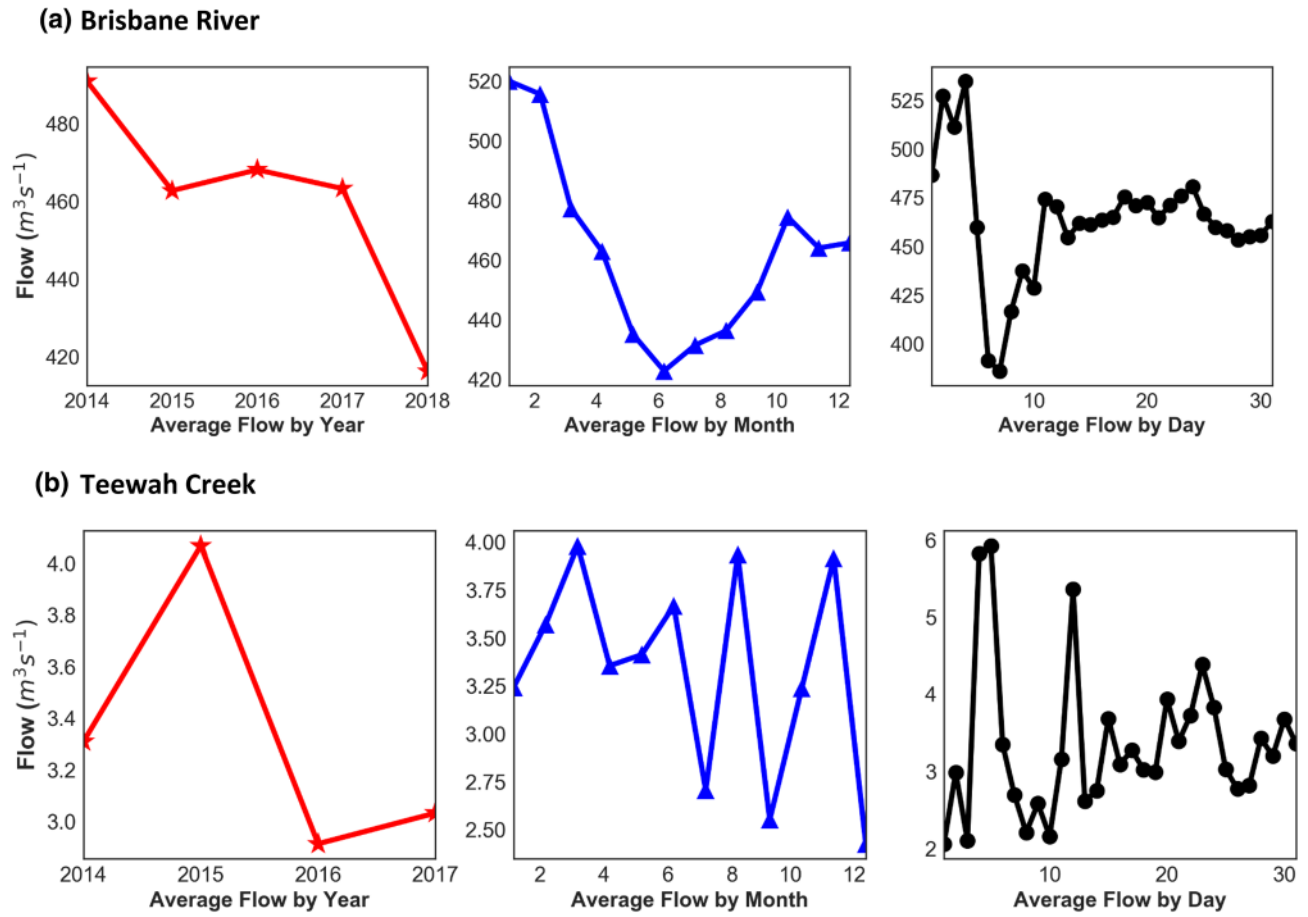 (a) Brisbane River
Flow (m³s⁻¹)
480
460
440
420
2014 2015 2016 2017 2018
Average Flow by Year
520
500
480
460
440
420
2 4 6 8 10 12
Average Flow by Month
525
500
475
450
425
400
10 20 30
Average Flow by Day
(b) Teewah Creek
Flow (m³s⁻¹)
4.0
3.8
3.6
3.4
3.2
3.0
2014 2015 2016 2017
Average Flow by Year
4.00
3.75
3.50
3.25
3.00
2.75
2.50
2 4 6 8 10 12
Average Flow by Month
6
5
4
3
2
10 20 30
Average Flow by Day